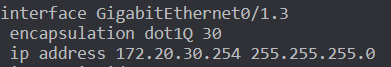 interface GigabitEthernet0/1.3
encapsulation dot1Q 30
ip address 172.20.30.254 255.255.255.0